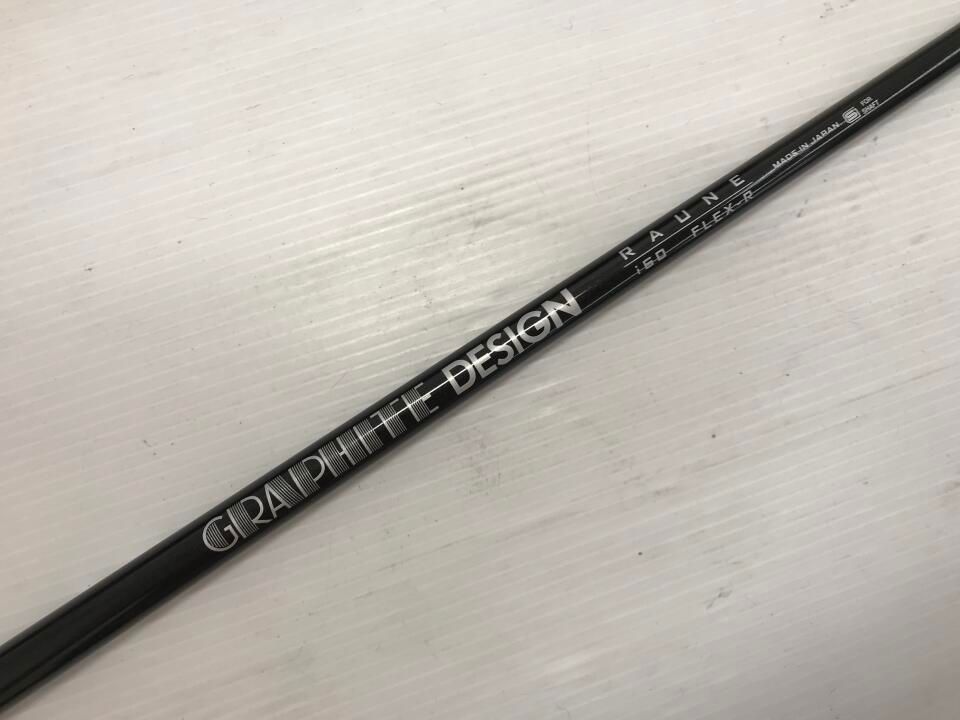 GRAPHITE DESIGN
RAUNE
i60 FLEX-R
MADE IN JAPAN
S FOR
SHAFT